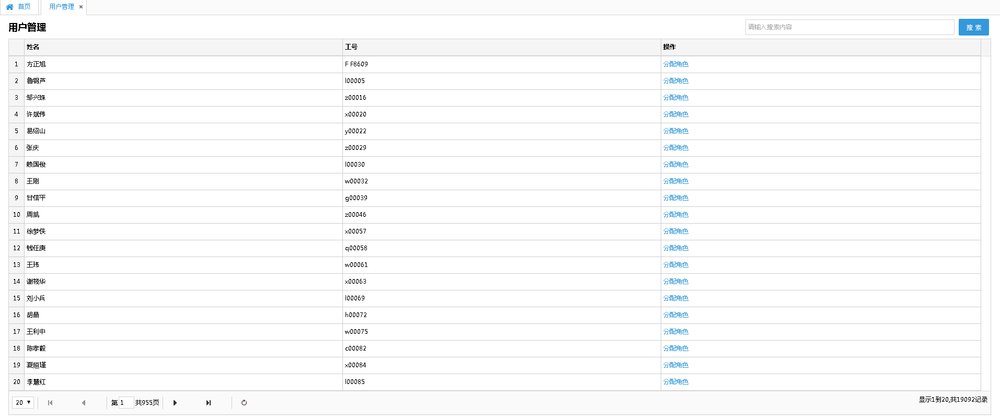 首页 用户管理
用户管理 请输入搜索内容 搜 索
姓名 工号 操作
1 方正旭 F F8609 分配角色
2 鲁钢芦 l00005 分配角色
3 邹兴珠 z00016 分配角色
4 许斌伟 x00020 分配角色
5 易绍山 y00022 分配角色
6 张庆 z00029 分配角色
7 赖国俊 l00030 分配角色
8 王刚 w00032 分配角色
9 甘信平 g00039 分配角色
10 周凯 z00046 分配角色
11 徐梦侠 x00057 分配角色
12 钱任庚 q00058 分配角色
13 王玮 w00061 分配角色
14 谢筱华 x00063 分配角色
15 刘小兵 l00069 分配角色
16 胡晶 h00072 分配角色
17 王利中 w00075 分配角色
18 陈孝毅 c00082 分配角色
19 夏姮瑾 x00084 分配角色
20 李慧红 l00085 分配角色
20 第 1 共955页 显示1到20,共19092记录